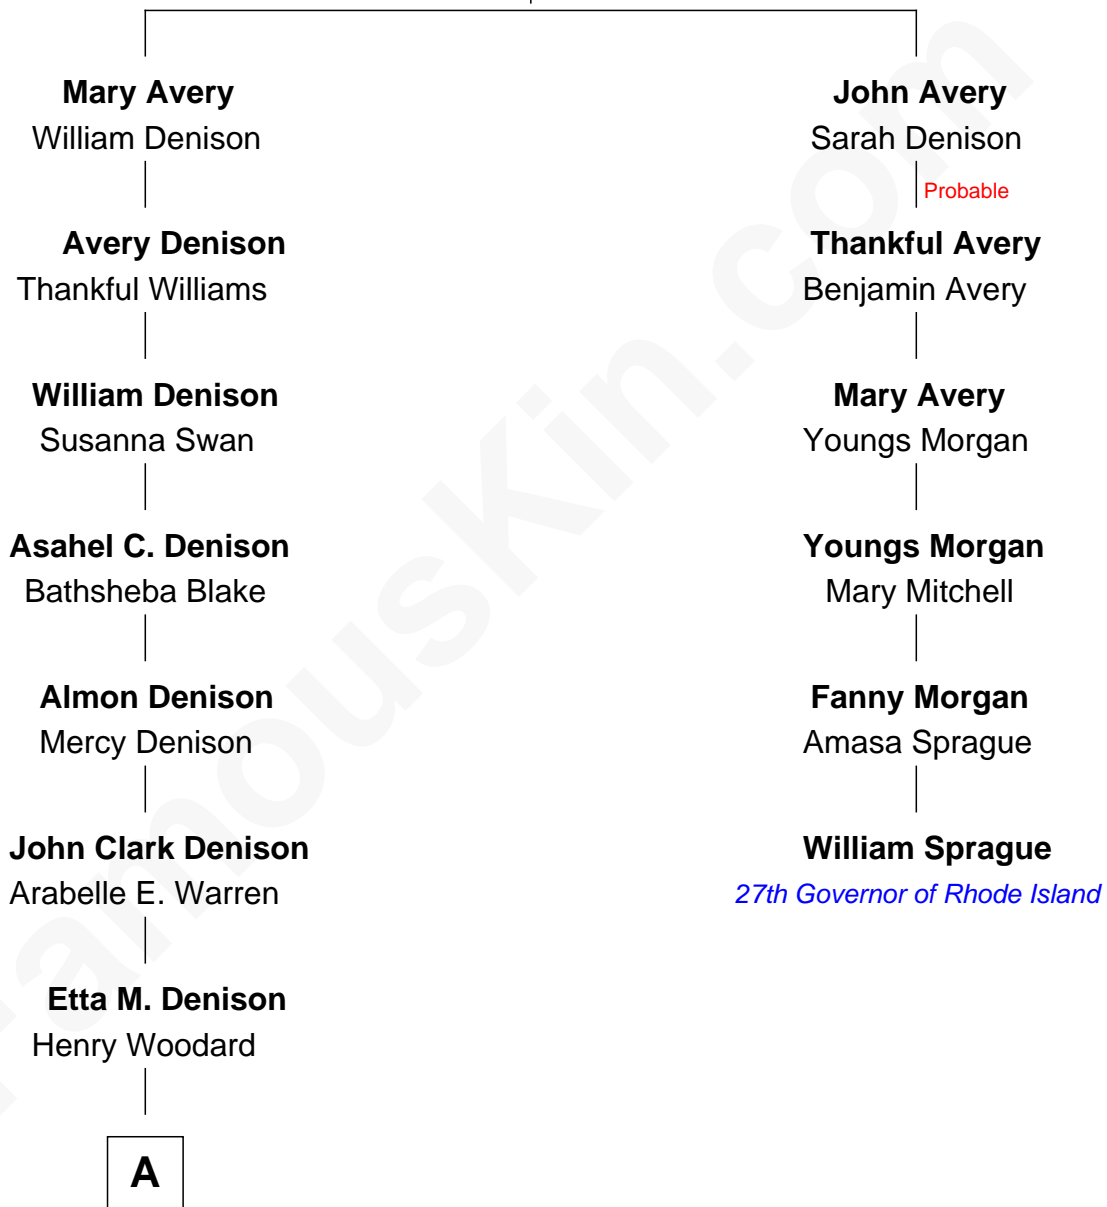 Mary Avery
William Denison
Avery Denison
Thankful Williams
William Denison
Susanna Swan
Asahel C. Denison
Bathsheba Blake
Almon Denison
Mercy Denison
John Clark Denison
Arabelle E. Warren
Etta M. Denison
Henry Woodard
A
John Avery
Sarah Denison
Probable
Thankful Avery
Benjamin Avery
Mary Avery
Youngs Morgan
Youngs Morgan
Mary Mitchell
Fanny Morgan
Amasa Sprague
William Sprague
27th Governor of Rhode Island
FamousKin.com